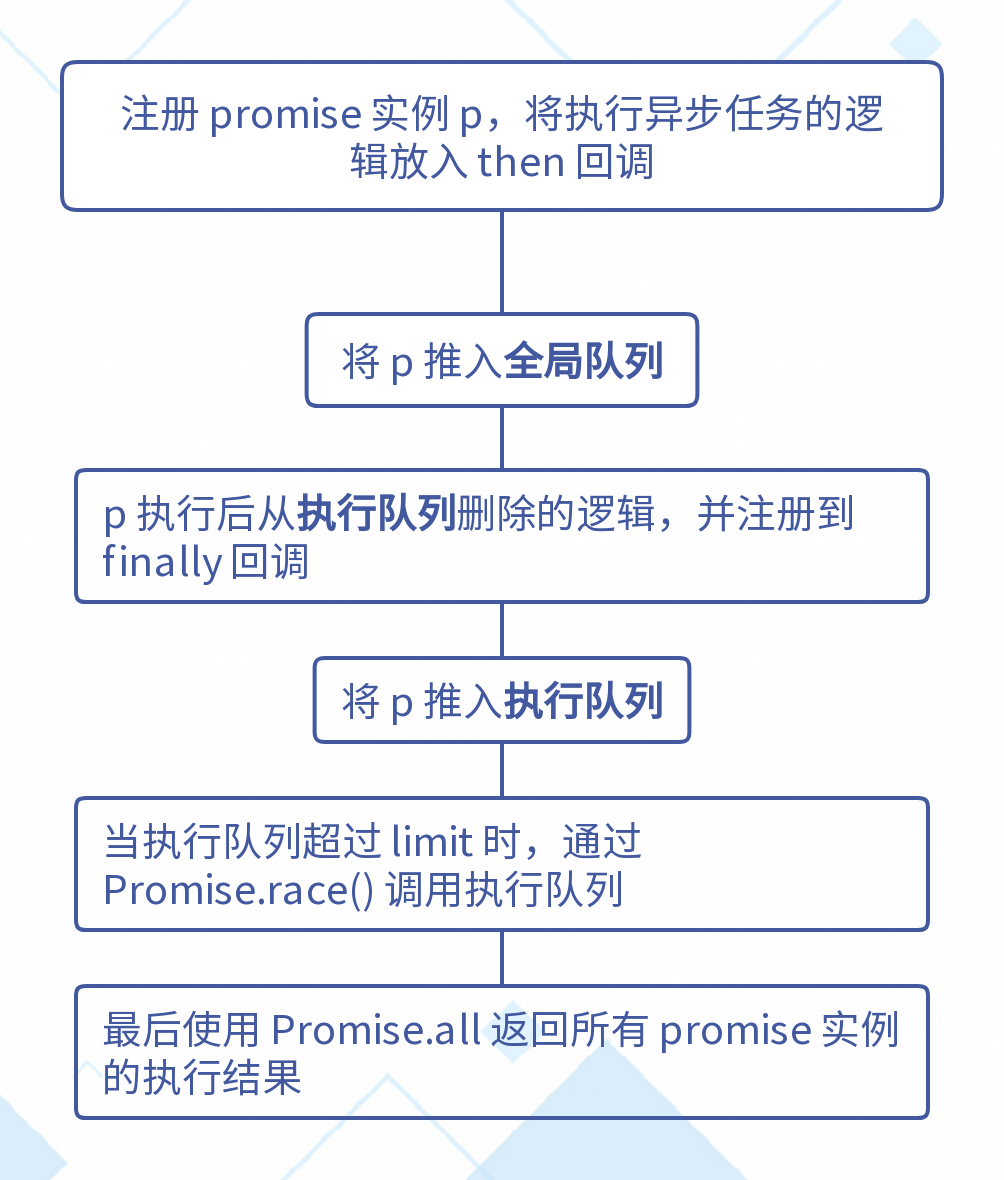 注册 promise 实例 p，将执行异步任务的逻
辑放入 then 回调
将 p 推入全局队列
p 执行后从执行队列删除的逻辑，并注册到
finally 回调
将 p 推入执行队列
当执行队列超过 limit 时，通过
Promise.race() 调用执行队列
最后使用 Promise.all 返回所有 promise 实例
的执行结果